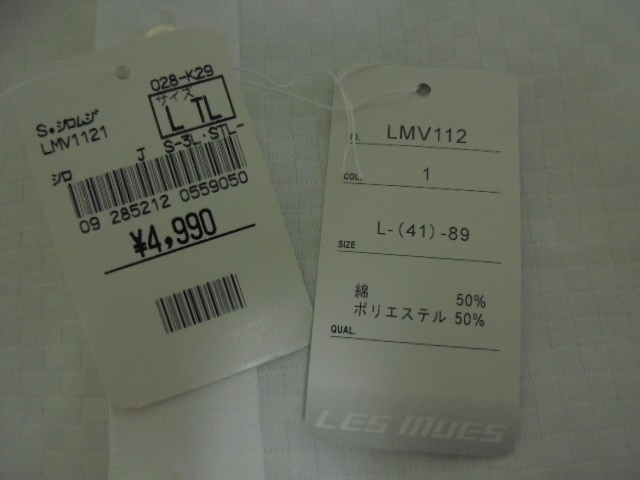 028-K29
サイズ
L TL
S・シロムジ
LMV1121
J S-3L・STL-
シロ
09 285212 0559050
¥4,990
LMV112
COL. 1
L-(41)-89
SIZE
綿 50%
ポリエステル 50%
QUAL.
LES MUES